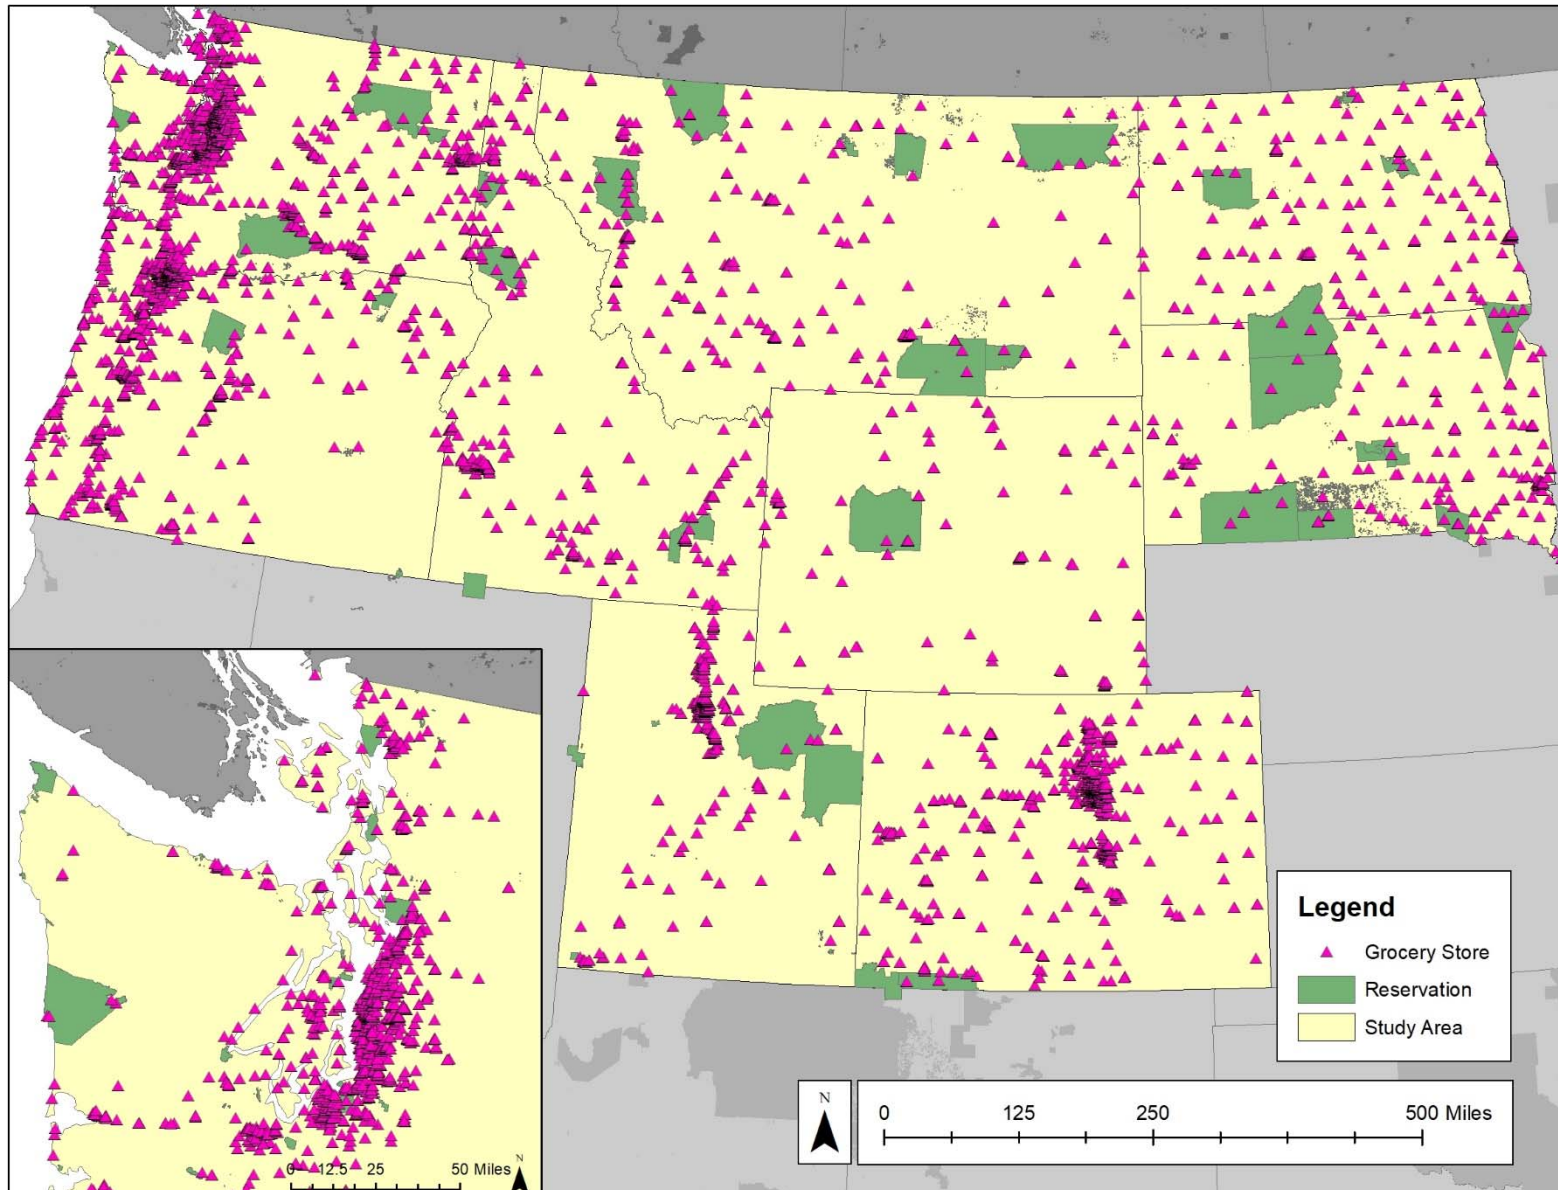 Legend
Grocery Store
Reservation
Study Area
N
0 125 250 500 Miles
0 12.5 25 50 Miles
N